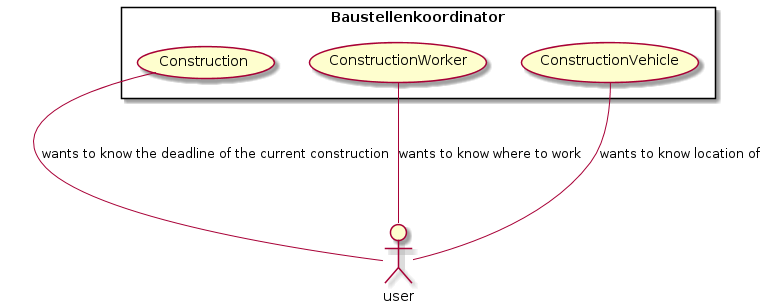 Baustellenkoordinator
Construction
ConstructionWorker
ConstructionVehicle
wants to know the deadline of the current construction
wants to know where to work
wants to know location of
user